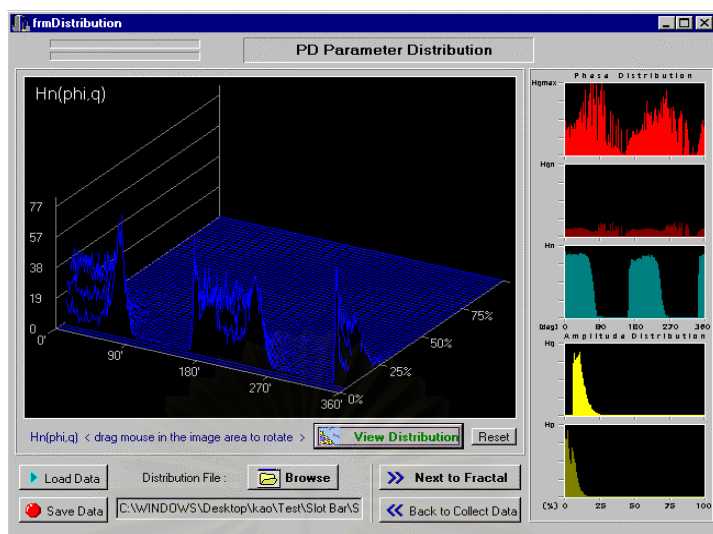 frmDistribution
PD Parameter Distribution
Hn(phi,q)
77
57
38
19
0
0'
90'
180'
270'
360'
0%
25%
50%
75%
Hn(phi,q) < drag mouse in the image area to rotate >
View Distribution
Reset
Load Data
Distribution File :
Browse
Next to Fractal
Save Data
C:\WINDOWS\Desktop\kao\Test\Slot Bar\S
Back to Collect Data
Phase Distribution
Hqmax
Hqn
Hn
(deg) 0 90 180 270 360
Amplitude Distribution
Hq
Hp
(%) 0 25 50 75 100